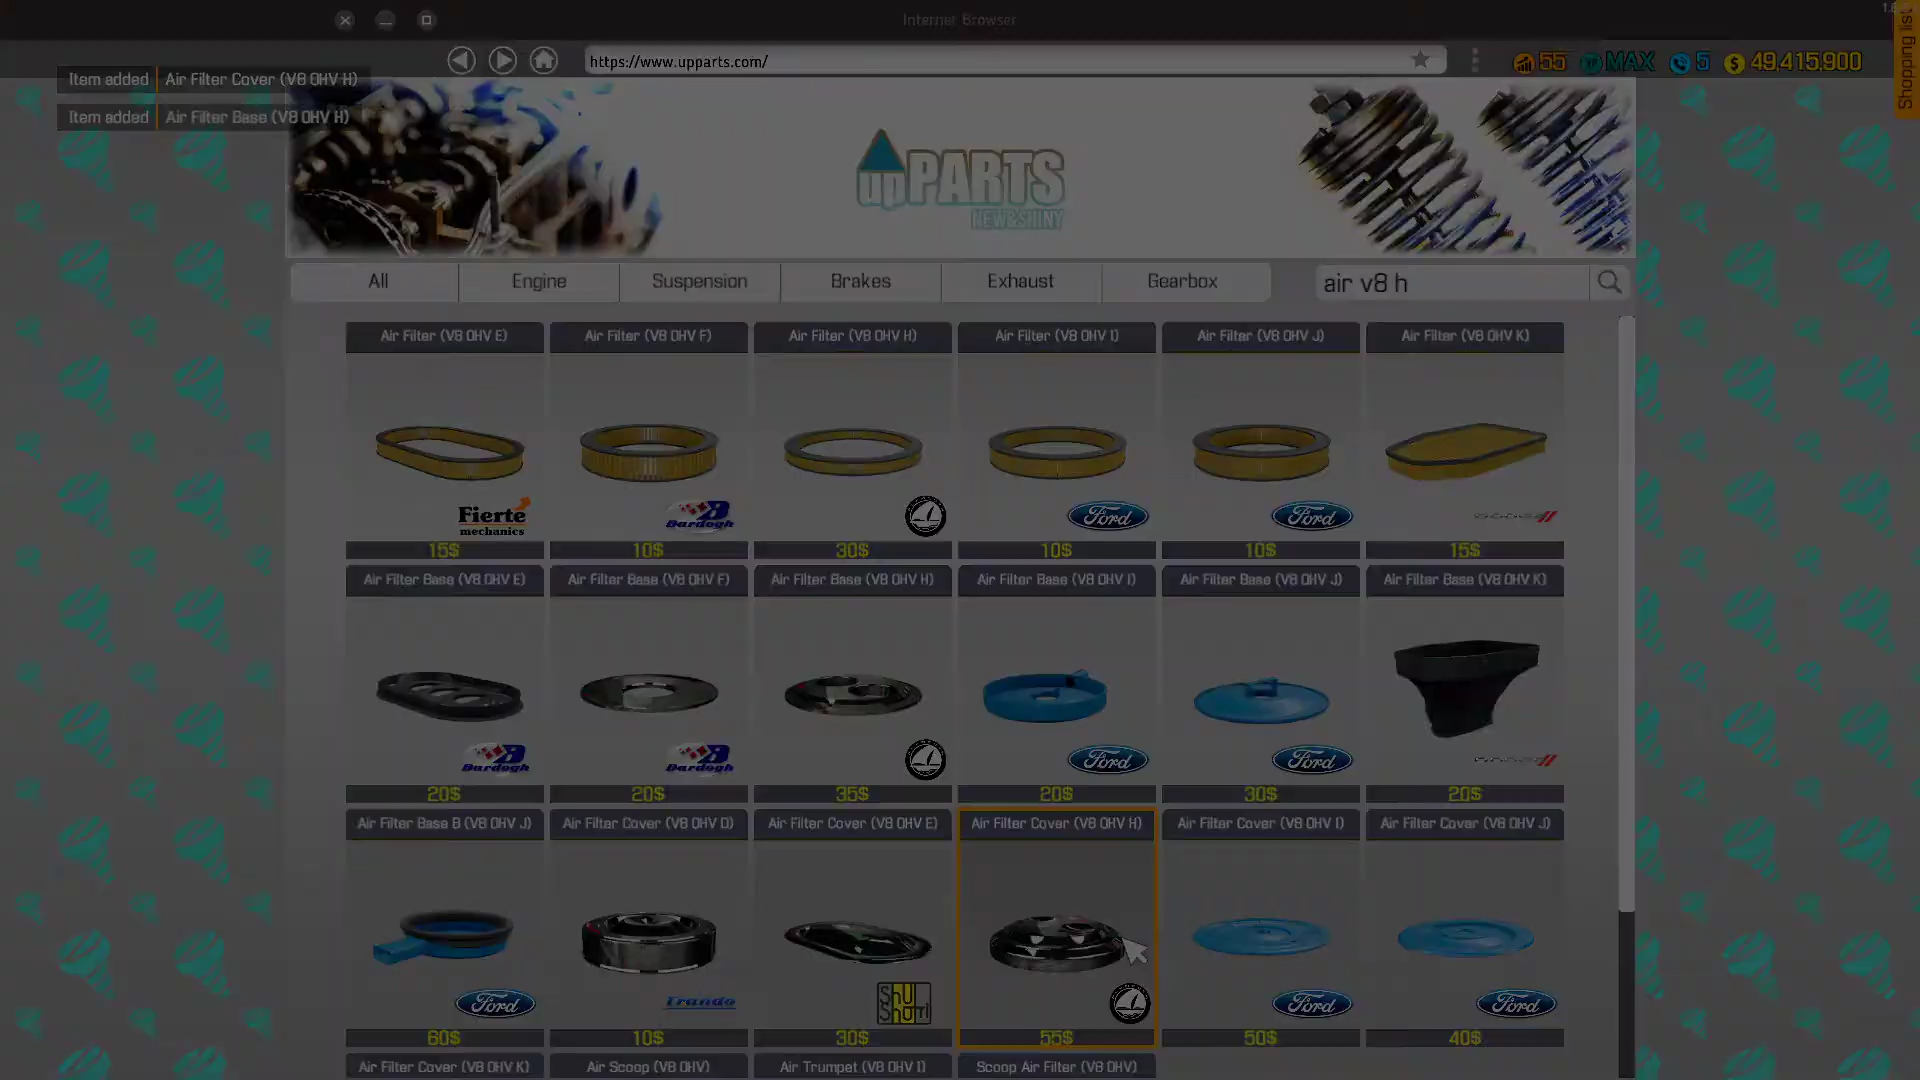 Internet Browser
https://www.upparts.com/
55 MAX 5 49,415,900
Shopping list
Item added Air Filter Cover (V8 OHV H)
Item added Air Filter Base (V8 OHV H)
upPARTS
NEW&SHINY
All Engine Suspension Brakes Exhaust Gearbox
air v8 h
Air Filter (V8 OHV E) Air Filter (V8 OHV F) Air Filter (V8 OHV H) Air Filter (V8 OHV I) Air Filter (V8 OHV J) Air Filter (V8 OHV K)
Fierte mechanics Bardogh Ford Ford DODGE
15$ 10$ 30$ 10$ 10$ 15$
Air Filter Base (V8 OHV E) Air Filter Base (V8 OHV F) Air Filter Base (V8 OHV H) Air Filter Base (V8 OHV I) Air Filter Base (V8 OHV J) Air Filter Base (V8 OHV K)
Bardogh Bardogh Ford Ford DODGE
20$ 20$ 35$ 20$ 30$ 20$
Air Filter Base B (V8 OHV J) Air Filter Cover (V8 OHV D) Air Filter Cover (V8 OHV E) Air Filter Cover (V8 OHV H) Air Filter Cover (V8 OHV I) Air Filter Cover (V8 OHV J)
Ford Trando Shul Shuri Ford Ford
60$ 10$ 30$ 55$ 50$ 40$
Air Filter Cover (V8 OHV K) Air Scoop (V8 OHV) Air Trumpet (V8 OHV I) Scoop Air Filter (V8 OHV)